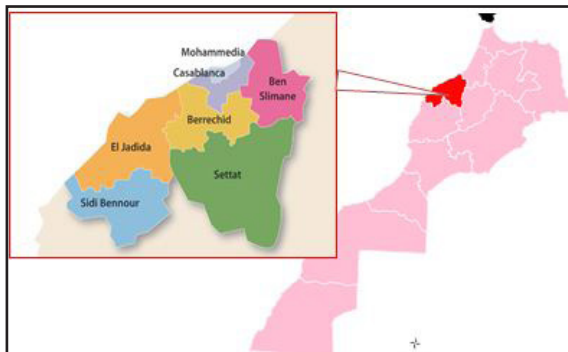 Mohammedia
Casablanca
Ben
Slimane
Berrechid
El Jadida
Settat
Sidi Bennour